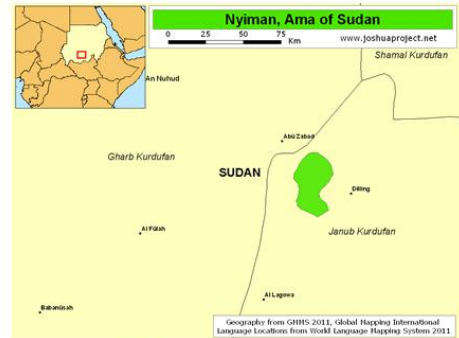 Nyiman, Ama of Sudan
0 25 50 75
Km
www.joshuaproject.net
Shamal Kurdufan
An Nuhud
Abū Zabad
Gharb Kurdufan
SUDAN
Dilling
Janub Kurdufan
Al Fūlah
Al Lagowa
Babanūsah
Geography from GMMS 2011, Global Mapping International
Language Locations from World Language Mapping System 2011